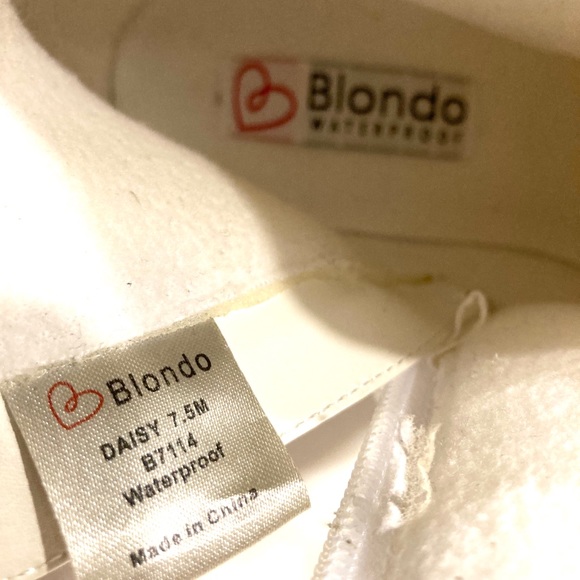 Blondo
WATERPROOF
Blondo
DAISY 7.5M
B7114
Waterproof
Made in China